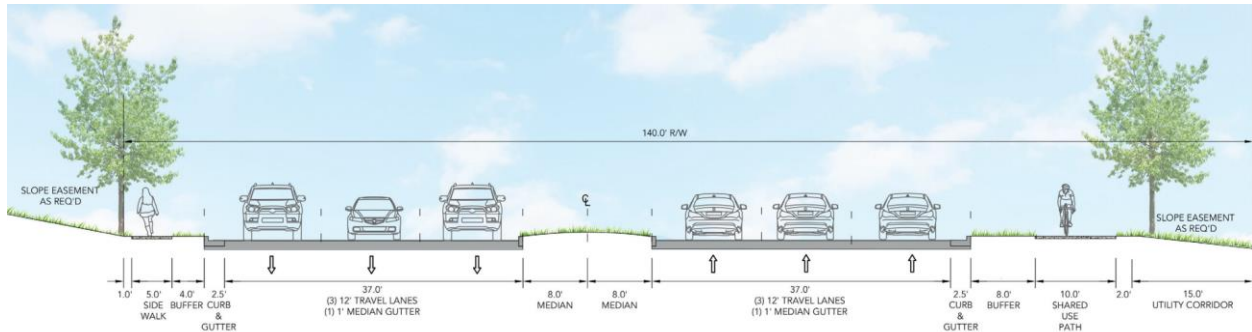 140.0' R/W
SLOPE EASEMENT
AS REQ'D
℄
SLOPE EASEMENT
AS REQ'D
1.0'
5.0'
SIDE
WALK
4.0'
BUFFER
2.5'
CURB
&
GUTTER
37.0'
(3) 12' TRAVEL LANES
(1) 1' MEDIAN GUTTER
8.0'
MEDIAN
8.0'
MEDIAN
37.0'
(3) 12' TRAVEL LANES
(1) 1' MEDIAN GUTTER
2.5'
CURB
&
GUTTER
8.0'
BUFFER
10.0'
SHARED
USE
PATH
2.0'
15.0'
UTILITY CORRIDOR